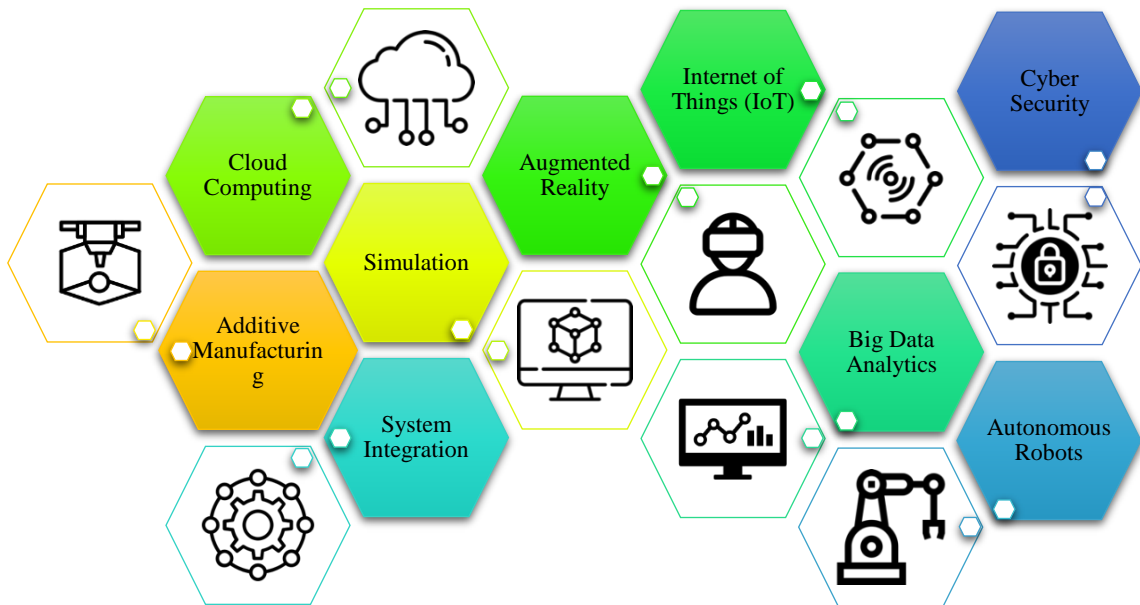 Internet of
Things (IoT)
Cyber
Security
Cloud
Computing
Augmented
Reality
Simulation
Additive
Manufacturin
g
Big Data
Analytics
System
Integration
Autonomous
Robots